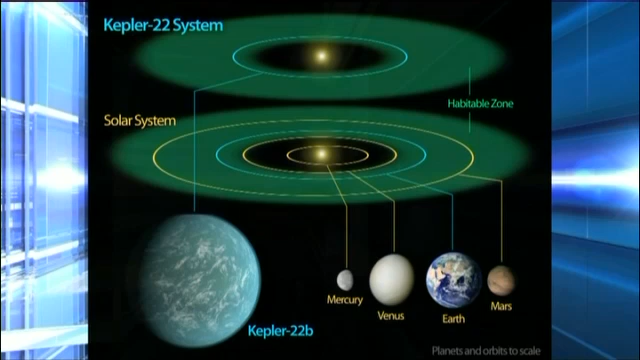 Kepler-22 System
Habitable Zone
Solar System
Mercury
Venus
Earth
Mars
Kepler-22b
Planets and orbits to scale